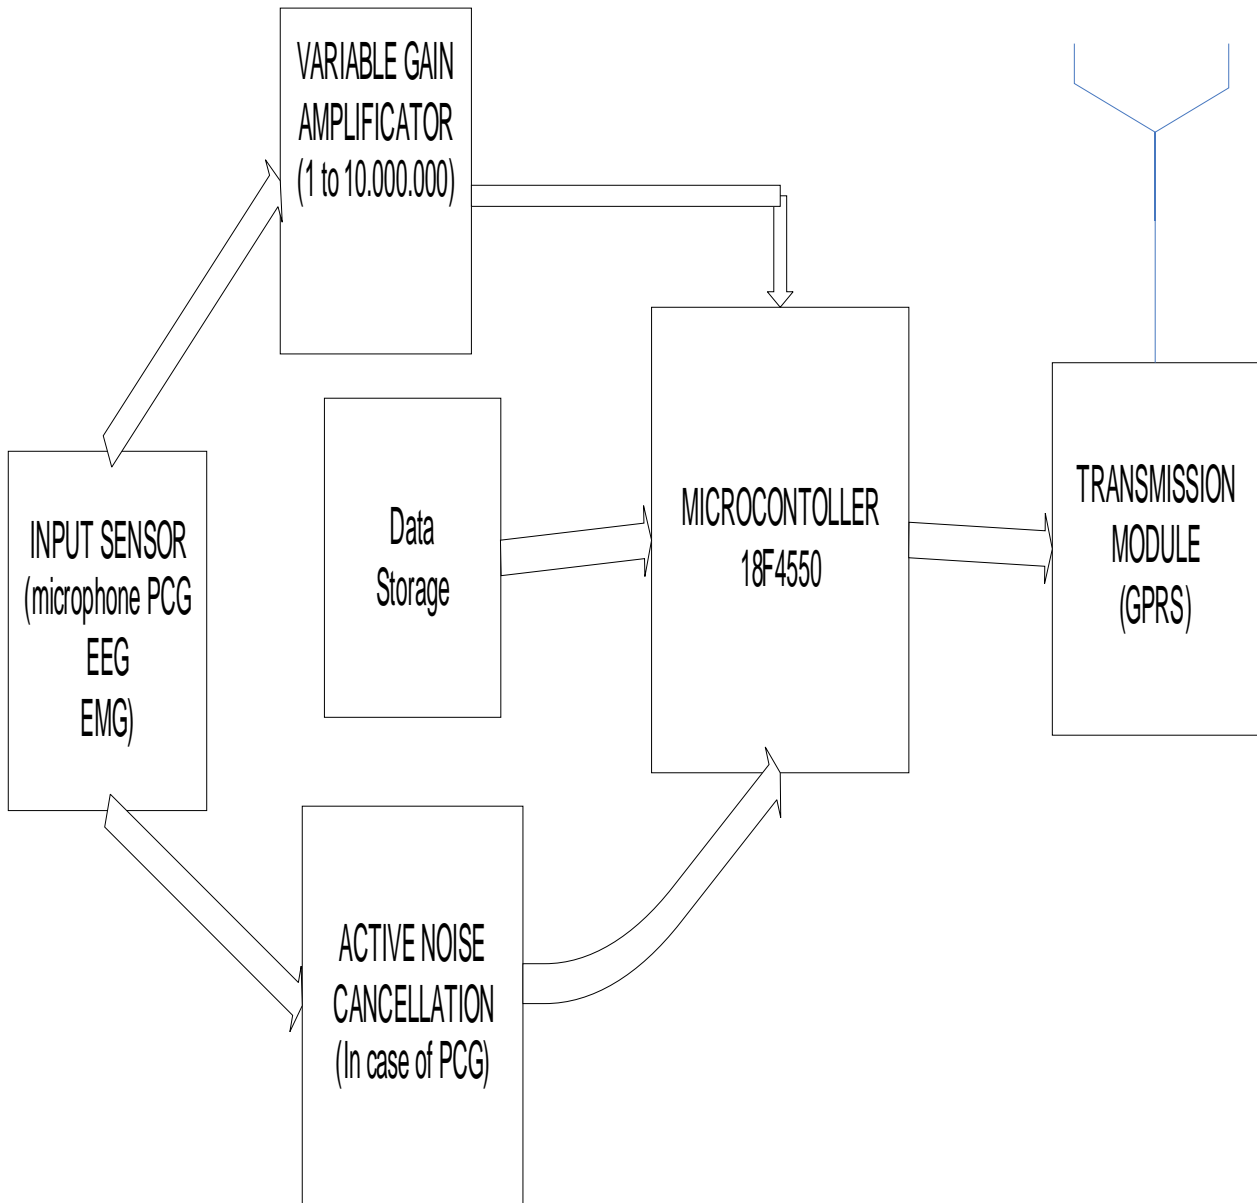 VARIABLE GAIN
AMPLIFICATOR
(1 to 10.000.000)
INPUT SENSOR
(microphone PCG
EEG
EMG)
Data
Storage
MICROCONTOLLER
18F4550
TRANSMISSION
MODULE
(GPRS)
ACTIVE NOISE
CANCELLATION
(In case of PCG)